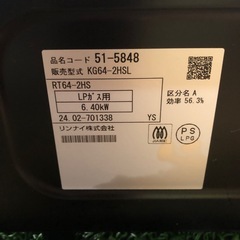 品名コード 51-5848
販売型式 KG64-2HSL
RT64-2HS
LPガス用
6.40kW
24.02-701338 YS
リンナイ株式会社
区分名 A
効率 56.3%
PS
LPG